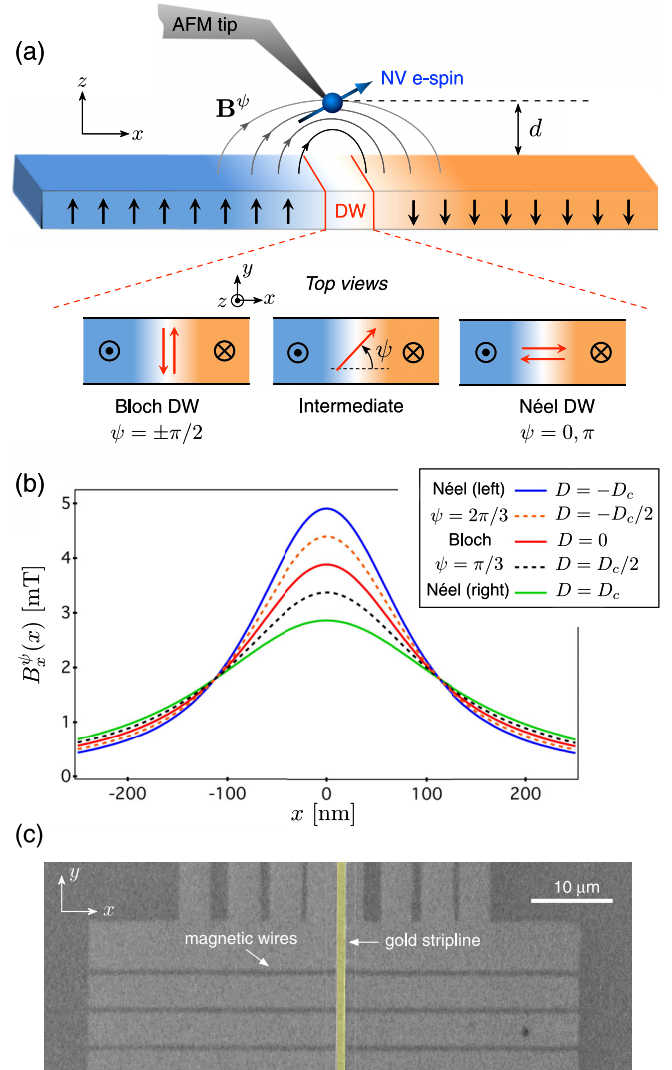 (a)
AFM tip
NV e-spin
z
x
B^ψ
d
DW
y
z
x
Top views
ψ
Bloch DW
Intermediate
Néel DW
ψ = ±π/2
ψ = 0, π
(b)
Néel (left) D = −D_c
ψ = 2π/3 D = −D_c/2
Bloch D = 0
ψ = π/3 D = D_c/2
Néel (right) D = D_c
B_x^ψ(x) [mT]
5
4
3
2
1
0
-200 -100 0 100 200
x [nm]
(c)
y
x
10 μm
magnetic wires
gold stripline